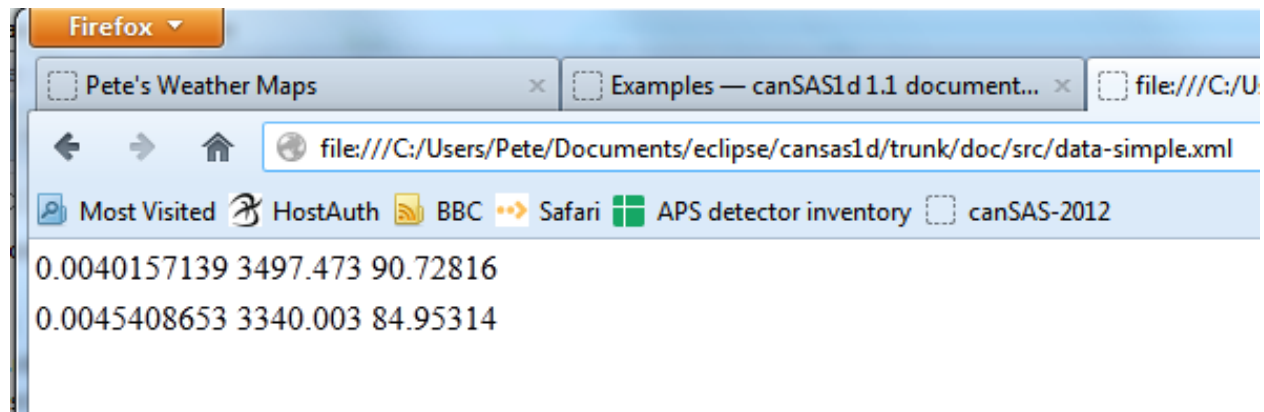 Firefox
Pete's Weather Maps × Examples — canSAS1d 1.1 document... × file:///C:/U
file:///C:/Users/Pete/Documents/eclipse/cansas1d/trunk/doc/src/data-simple.xml
Most Visited HostAuth BBC Safari APS detector inventory canSAS-2012
0.0040157139 3497.473 90.72816
0.0045408653 3340.003 84.95314